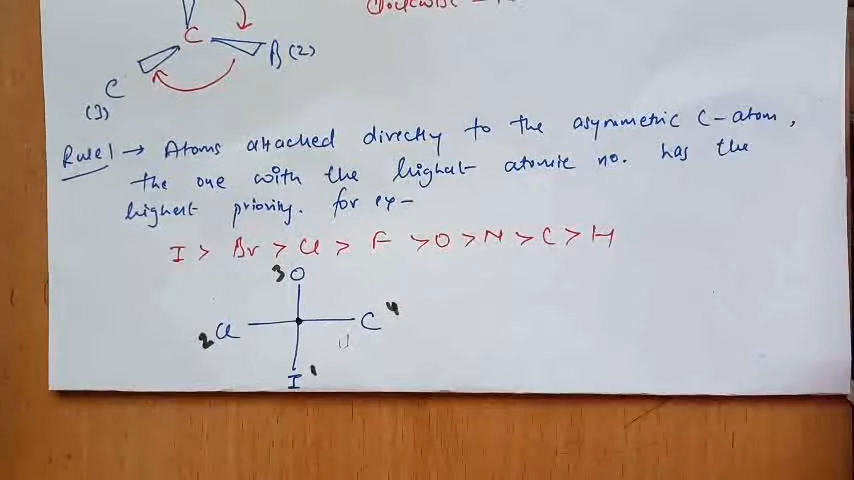 Clockwise
C
B (2)
C
(3)
Rule 1 → Atoms attached directly to the asymmetric C-atom,
the one with the highest atomic no. has the
highest priority. for ex-
I > Br > Cl > F > O > N > C > H
3 O
2 Cl C 4
I 1